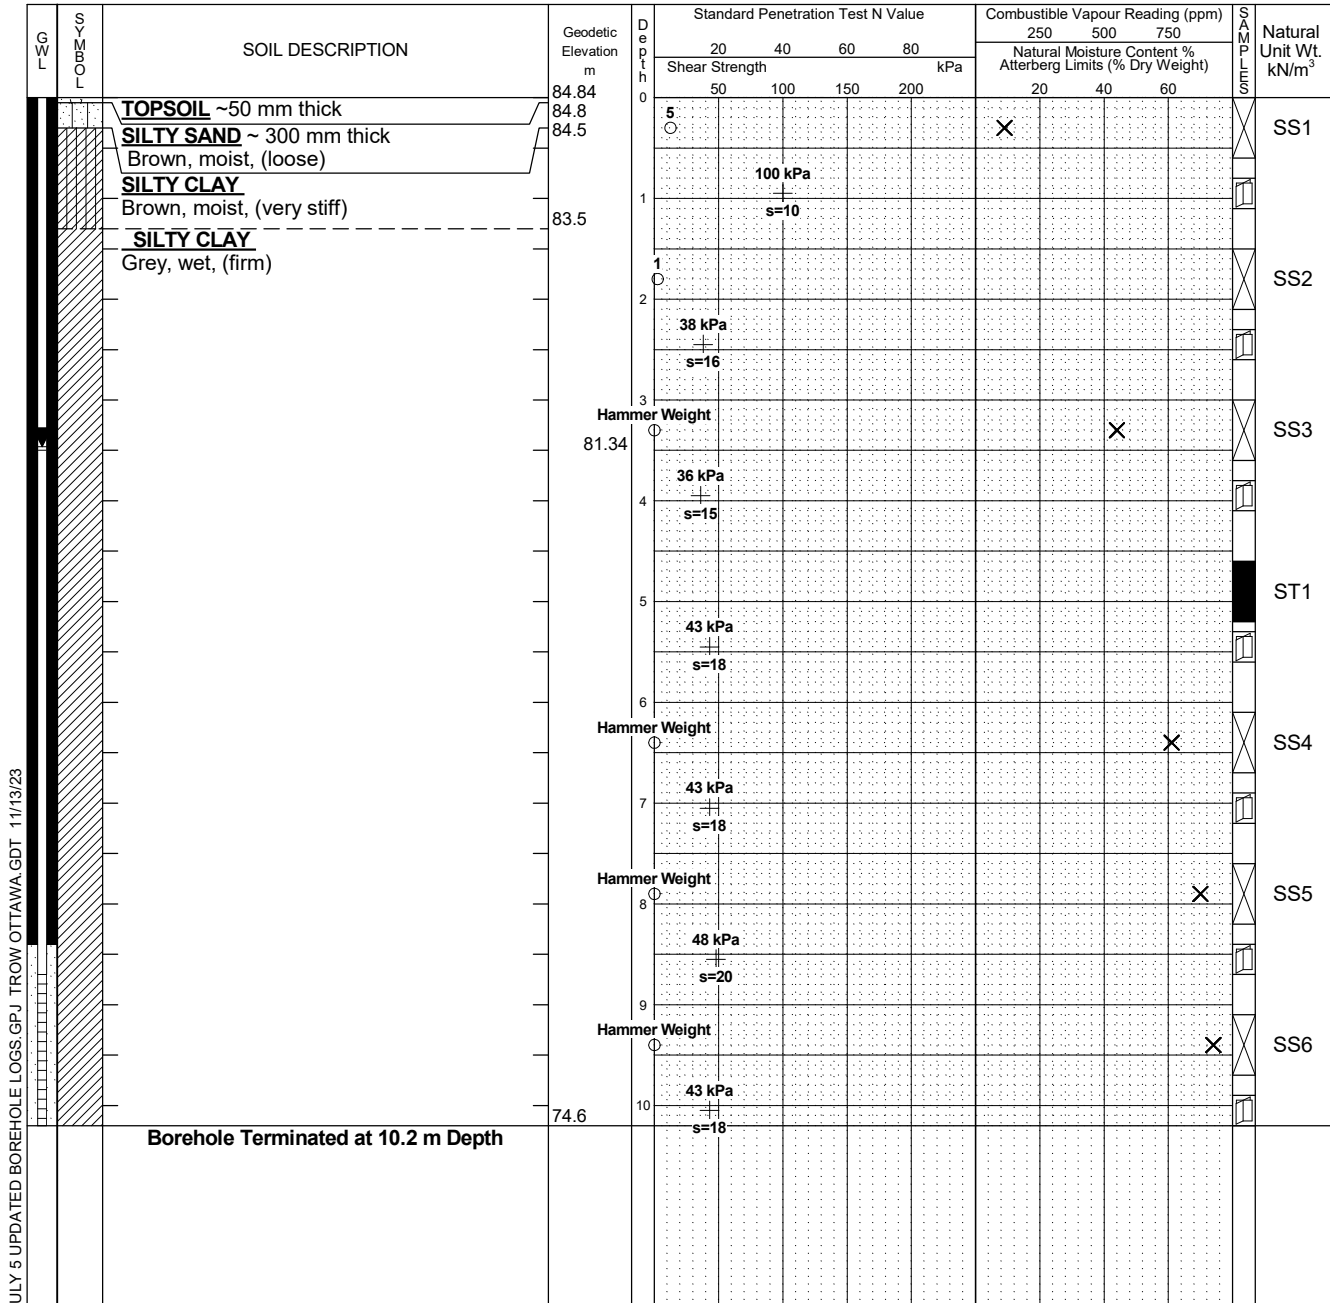 GWL
SYMBOL
SOIL DESCRIPTION
Geodetic
Elevation
m
Depth
Standard Penetration Test N Value
20 40 60 80
Shear Strength kPa
50 100 150 200
Combustible Vapour Reading (ppm)
250 500 750
Natural Moisture Content %
Atterberg Limits (% Dry Weight)
20 40 60
SAMPLES
Natural
Unit Wt.
kN/m³
84.84
0
TOPSOIL ~50 mm thick
84.8
5
SS1
SILTY SAND ~ 300 mm thick
84.5
Brown, moist, (loose)
100 kPa
SILTY CLAY
1
Brown, moist, (very stiff)
s=10
83.5
SILTY CLAY
Grey, wet, (firm)
1
SS2
2
38 kPa
s=16
3
Hammer Weight
SS3
81.34
36 kPa
4
s=15
ST1
5
43 kPa
s=18
6
Hammer Weight
SS4
43 kPa
7
s=18
Hammer Weight
SS5
8
48 kPa
s=20
9
Hammer Weight
SS6
43 kPa
10
74.6
s=18
Borehole Terminated at 10.2 m Depth
ULY 5 UPDATED BOREHOLE LOGS.GPJ TROW OTTAWA.GDT 11/13/23